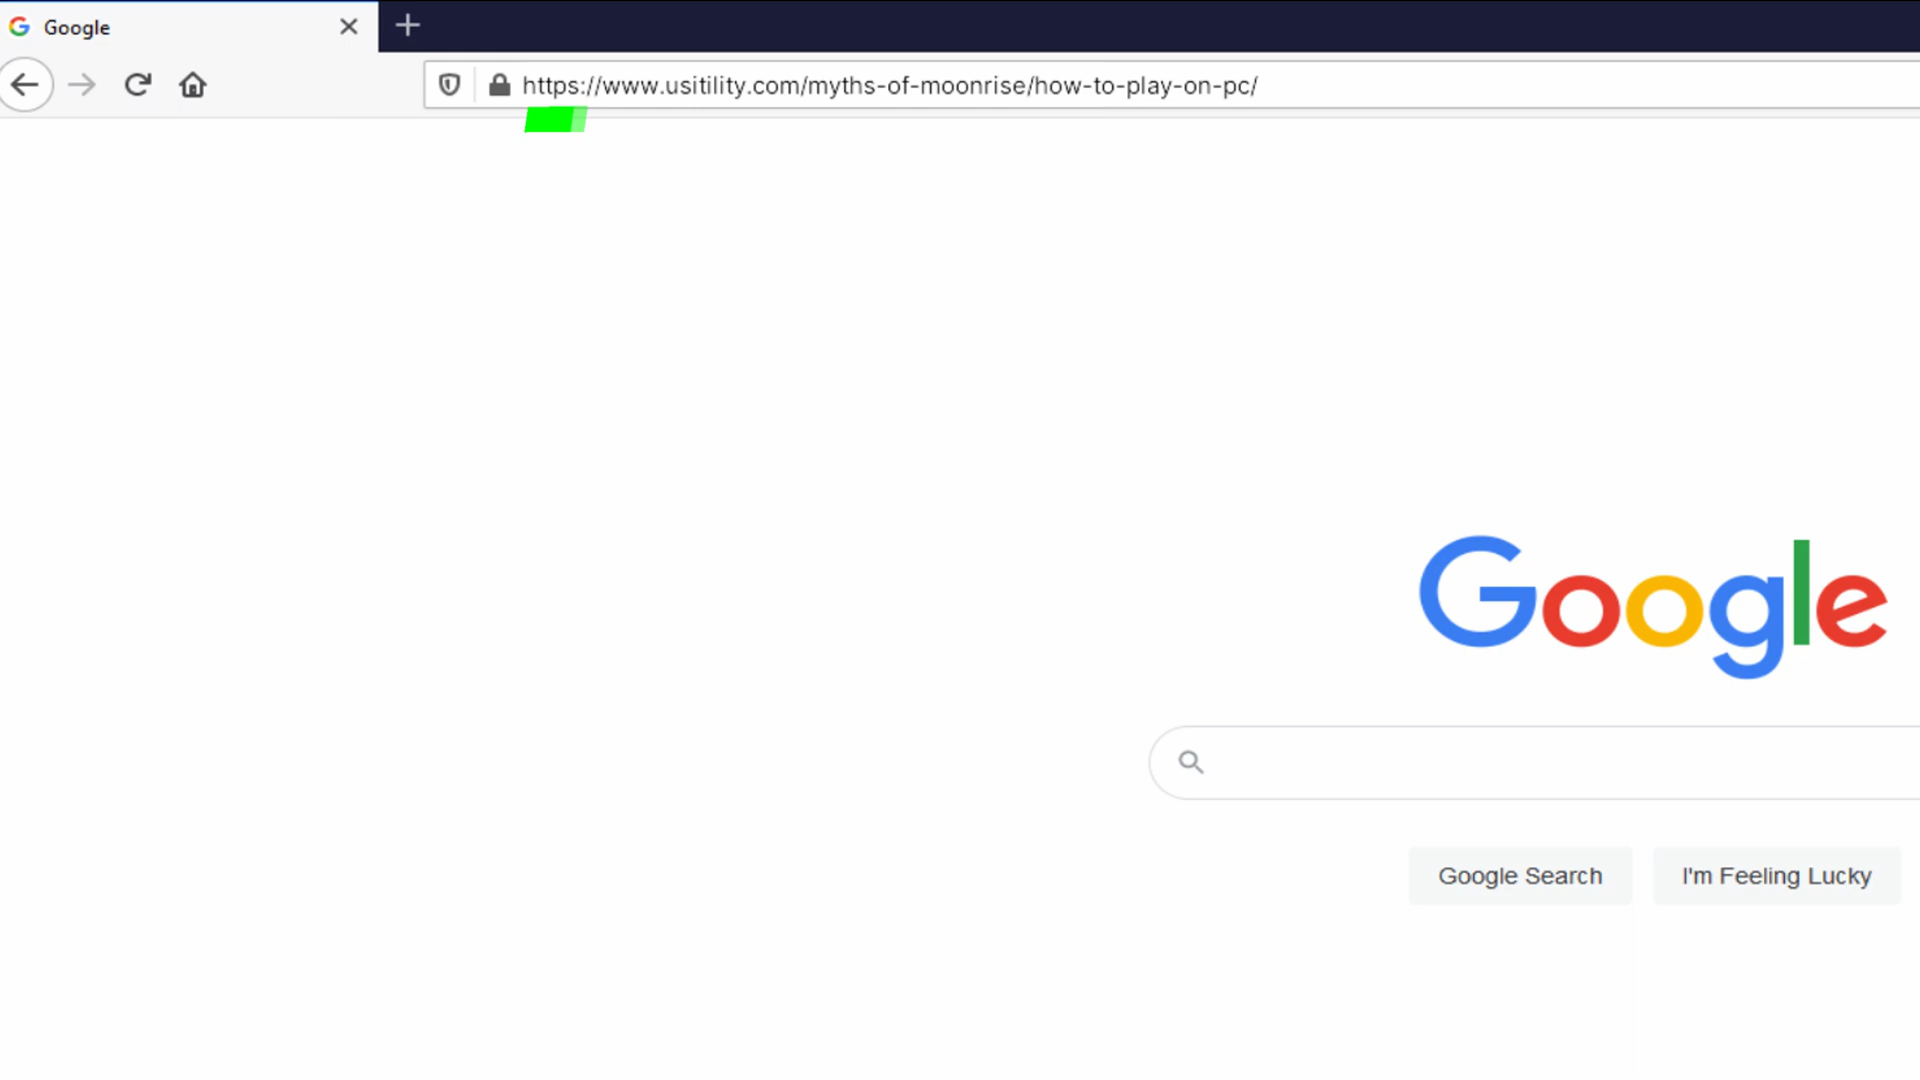 Google
https://www.usitility.com/myths-of-moonrise/how-to-play-on-pc/
Google
Google Search
I'm Feeling Lucky